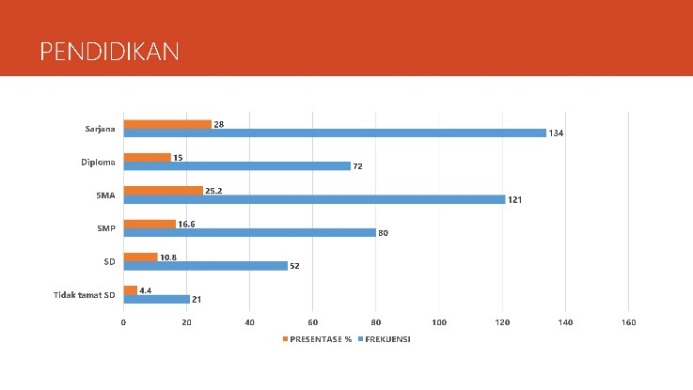 PENDIDIKAN
Sarjana 28 134
Diploma 15 72
SMA 25.2 121
SMP 16.6 80
SD 10.8 52
Tidak tamat SD 4.4 21
0 20 40 60 80 100 120 140 160
PRESENTASE % FREKUENSI